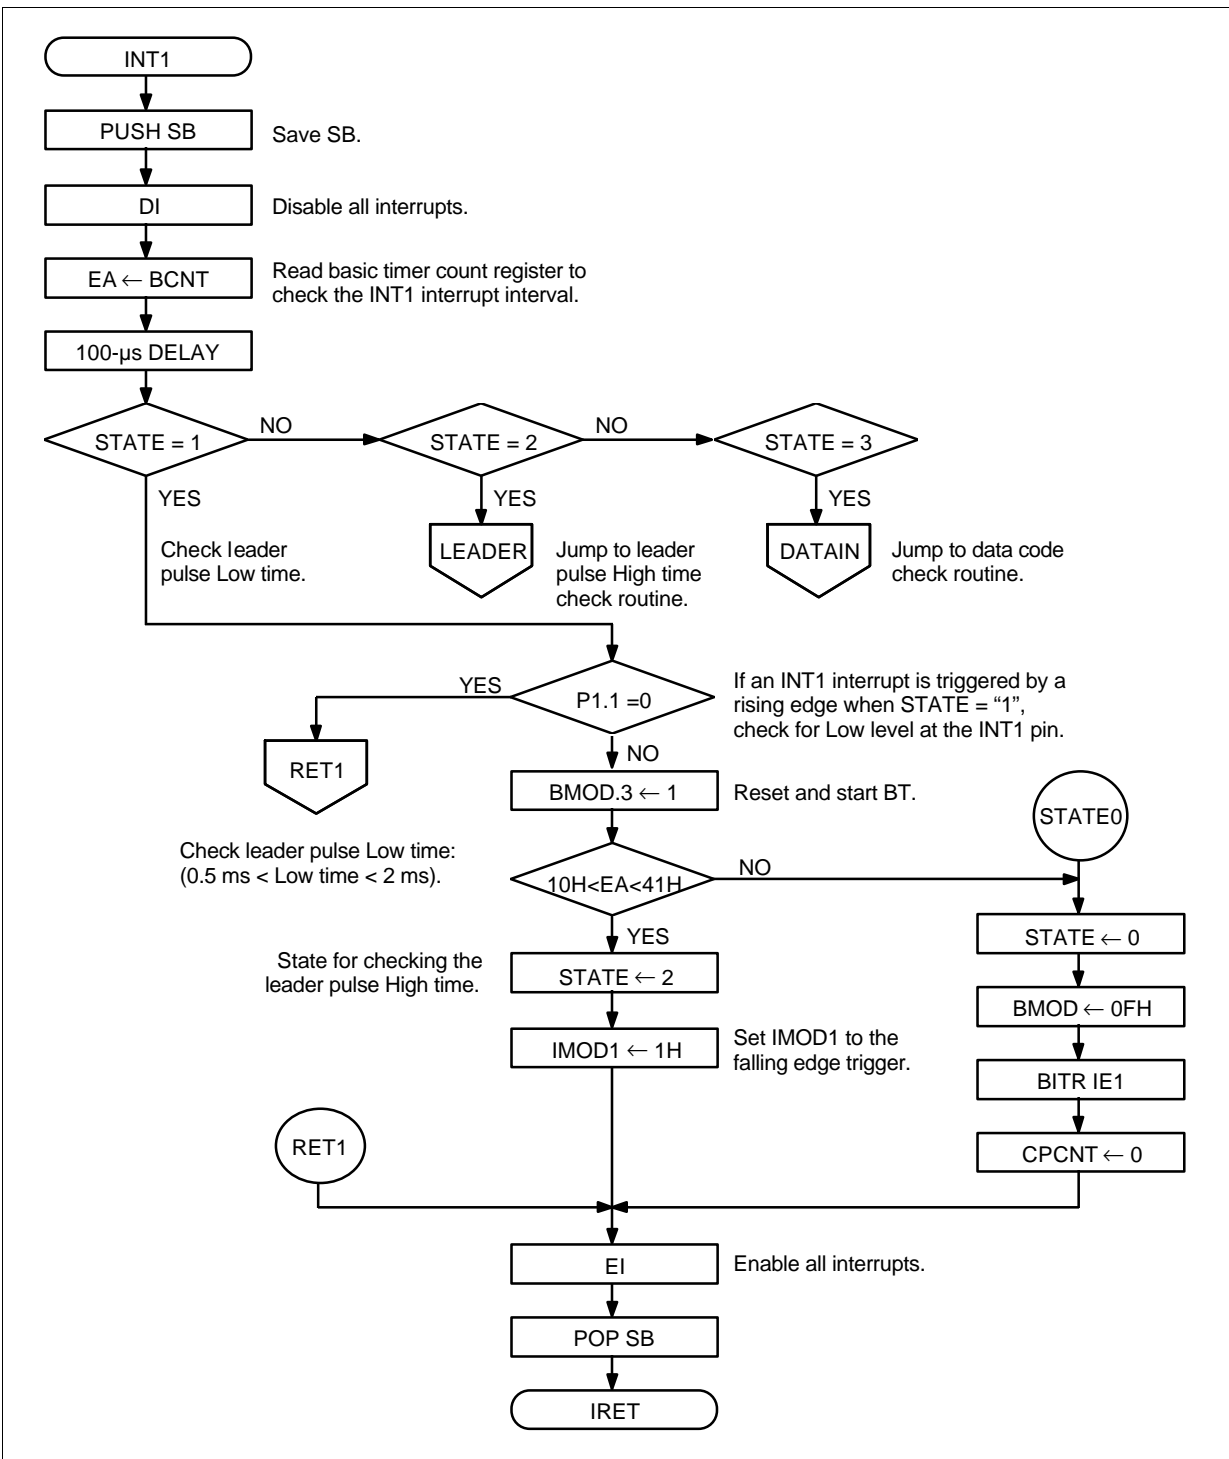 INT1
PUSH SB
Save SB.
DI
Disable all interrupts.
EA ← BCNT
Read basic timer count register to
check the INT1 interrupt interval.
100-µs DELAY
STATE = 1
NO
STATE = 2
NO
STATE = 3
YES
YES
YES
Check leader
pulse Low time.
LEADER
Jump to leader
pulse High time
check routine.
DATAIN
Jump to data code
check routine.
YES
P1.1 =0
If an INT1 interrupt is triggered by a
rising edge when STATE = “1”,
check for Low level at the INT1 pin.
NO
RET1
BMOD.3 ← 1
Reset and start BT.
STATE0
Check leader pulse Low time:
(0.5 ms < Low time < 2 ms).
10H<EA<41H
NO
YES
STATE ← 0
State for checking the
leader pulse High time.
STATE ← 2
BMOD ← 0FH
IMOD1 ← 1H
Set IMOD1 to the
falling edge trigger.
BITR IE1
RET1
CPCNT ← 0
EI
Enable all interrupts.
POP SB
IRET